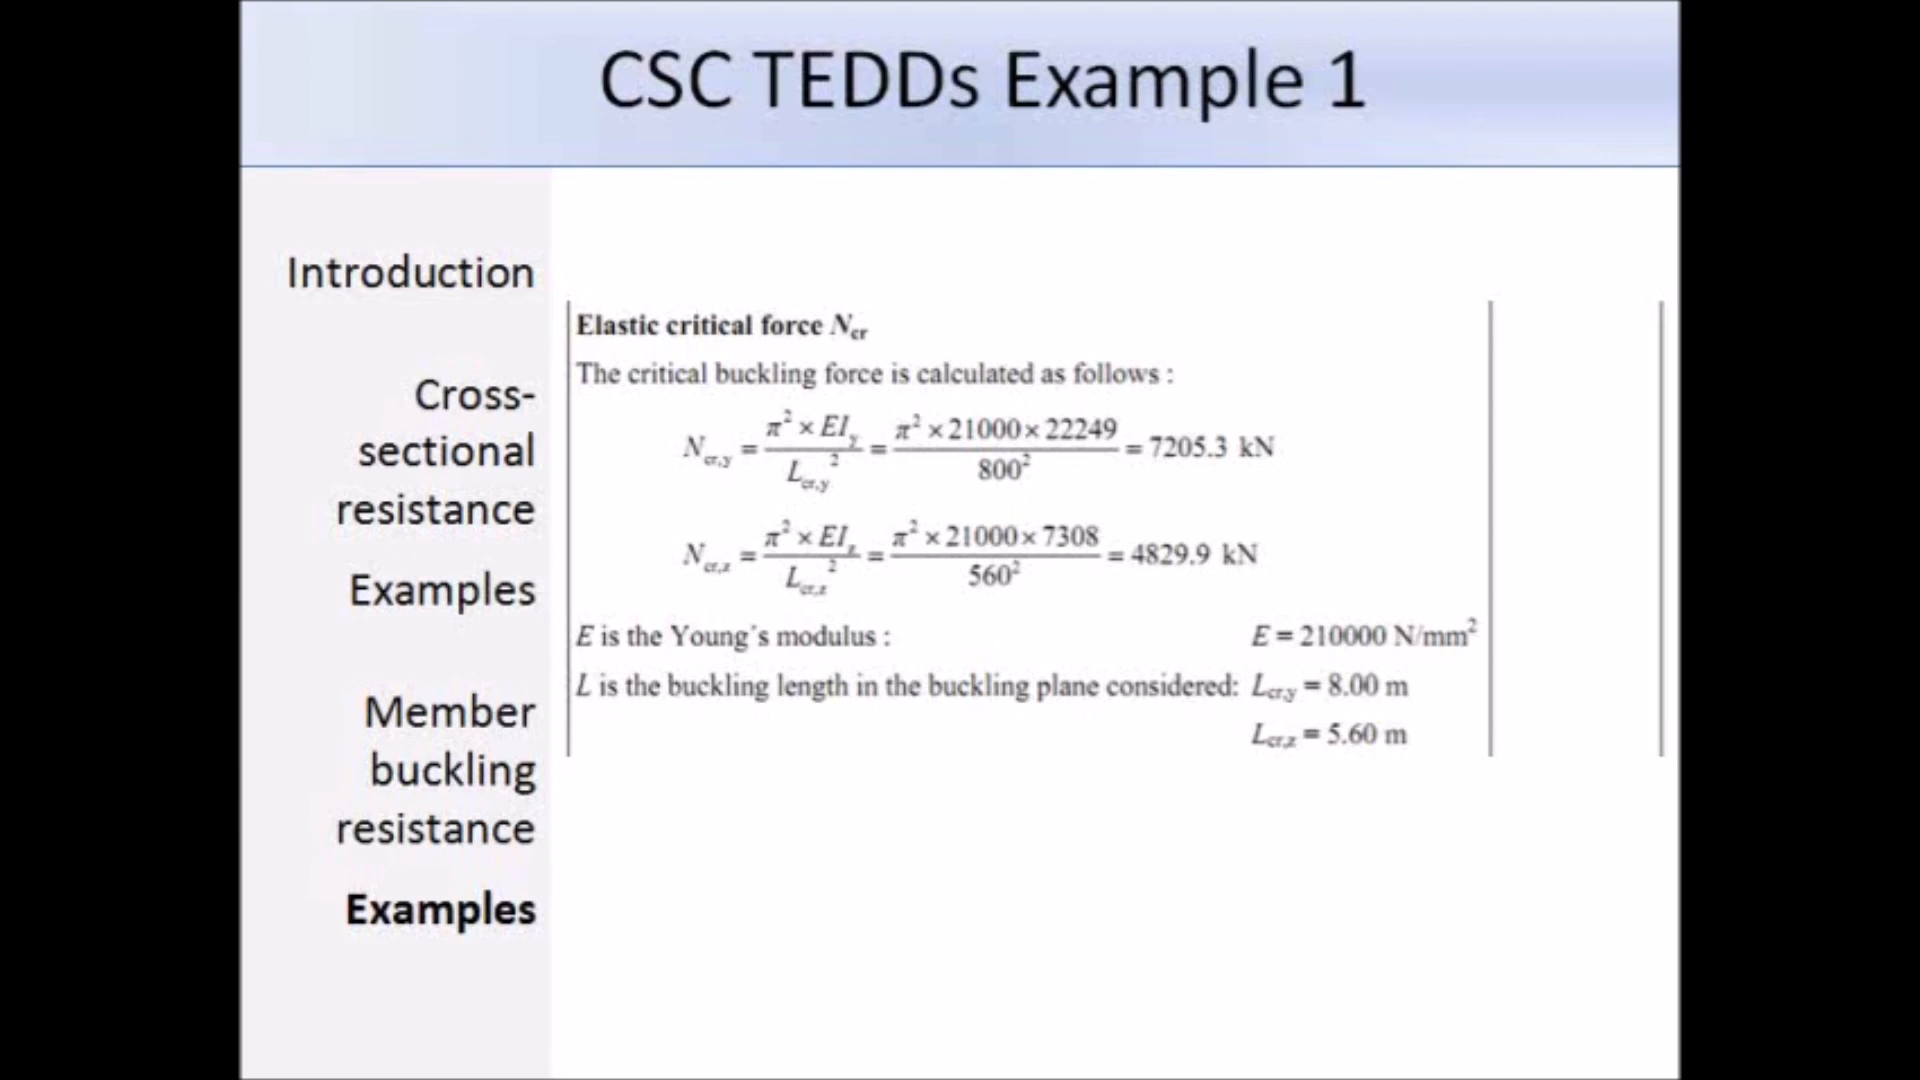 CSC TEDDs Example 1
Introduction
Cross-
sectional
resistance
Examples
Member
buckling
resistance
Examples
Elastic critical force Ncr
The critical buckling force is calculated as follows :
Ncr,y = π² × EIy / Lcr,y² = π² × 21000 × 22249 / 800² = 7205.3 kN
Ncr,z = π² × EIz / Lcr,z² = π² × 21000 × 7308 / 560² = 4829.9 kN
E is the Young´s modulus : E = 210000 N/mm²
L is the buckling length in the buckling plane considered: Lcr,y = 8.00 m
Lcr,z = 5.60 m